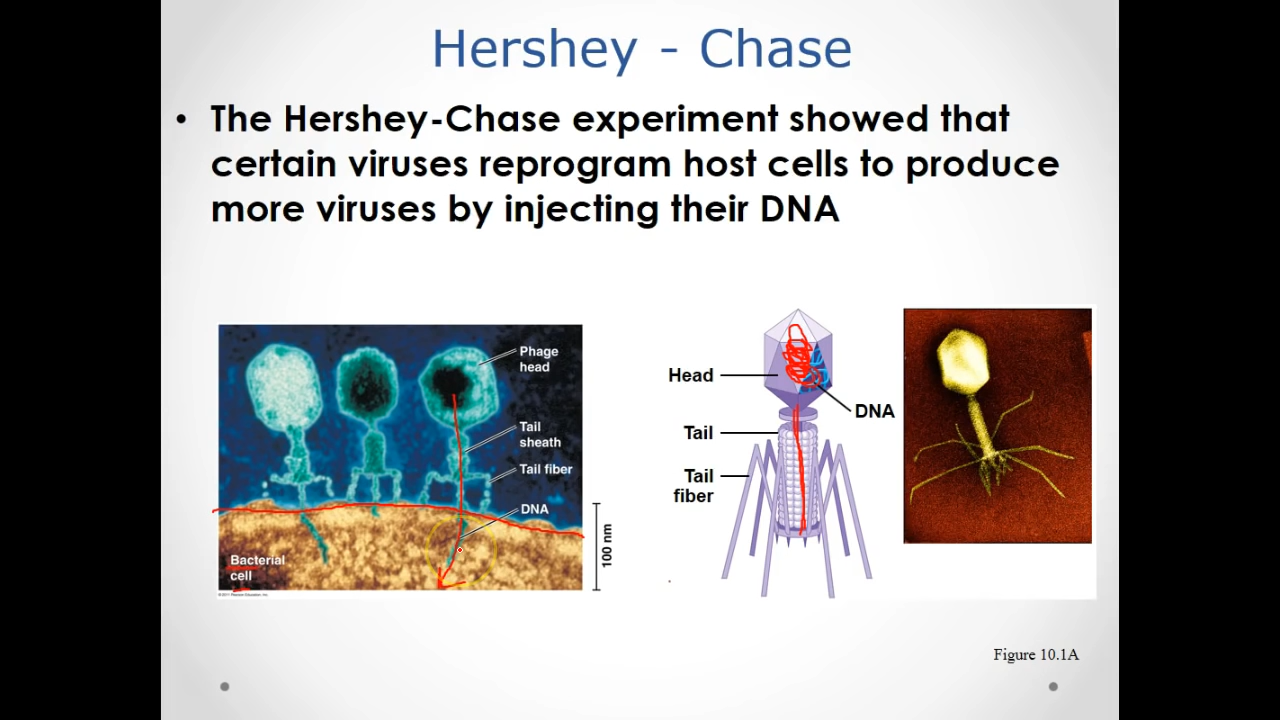 Hershey - Chase
• The Hershey-Chase experiment showed that
certain viruses reprogram host cells to produce
more viruses by injecting their DNA
Phage
head
Tail
sheath
Tail fiber
DNA
Bacterial
cell
100 nm
Head
DNA
Tail
Tail
fiber
Figure 10.1A